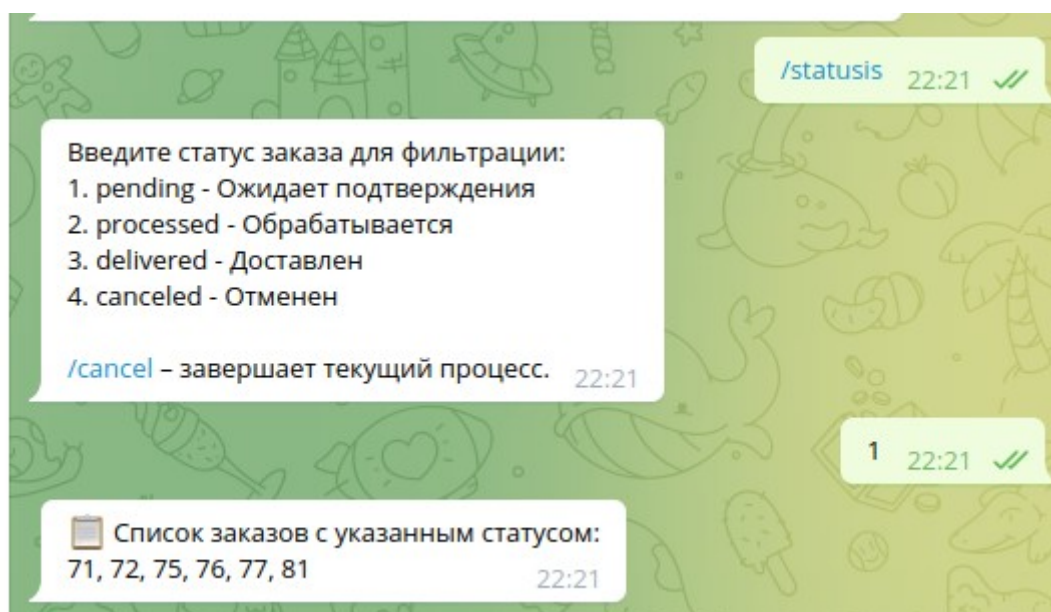 /statusis 22:21
Введите статус заказа для фильтрации:
1. pending - Ожидает подтверждения
2. processed - Обрабатывается
3. delivered - Доставлен
4. canceled - Отменен
/cancel – завершает текущий процесс. 22:21
1 22:21
Список заказов с указанным статусом:
71, 72, 75, 76, 77, 81 22:21